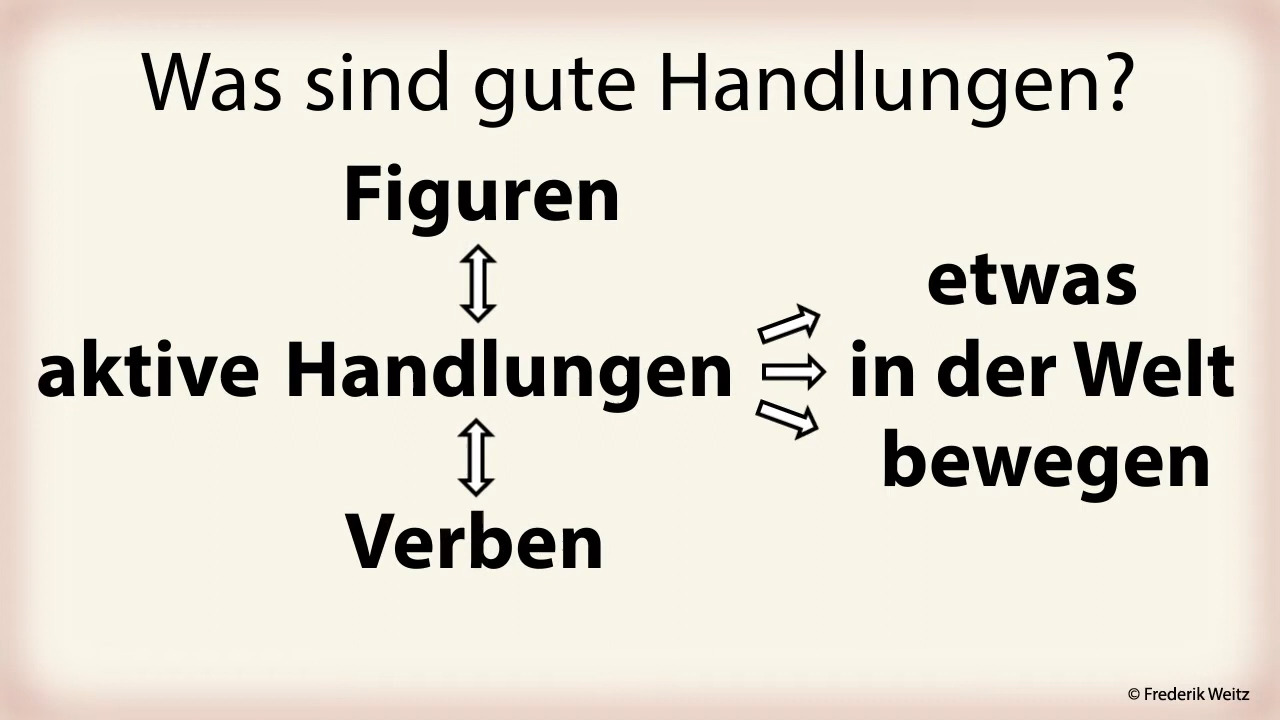 Was sind gute Handlungen?
Figuren
etwas
aktive Handlungen
in der Welt
bewegen
Verben
© Frederik Weitz